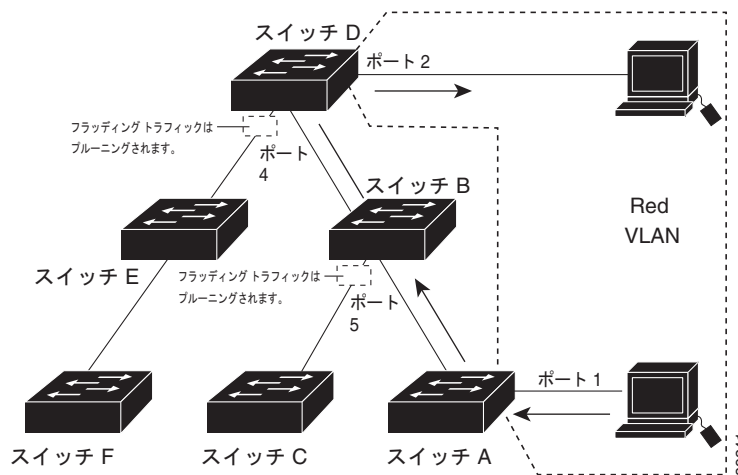 スイッチ D
ポート 2
フラッディング トラフィックは
プルーニングされます。
ポート
4
スイッチ B
Red
VLAN
スイッチ E
フラッディング トラフィックは
プルーニングされます。
ポート
5
ポート 1
スイッチ F
スイッチ C
スイッチ A